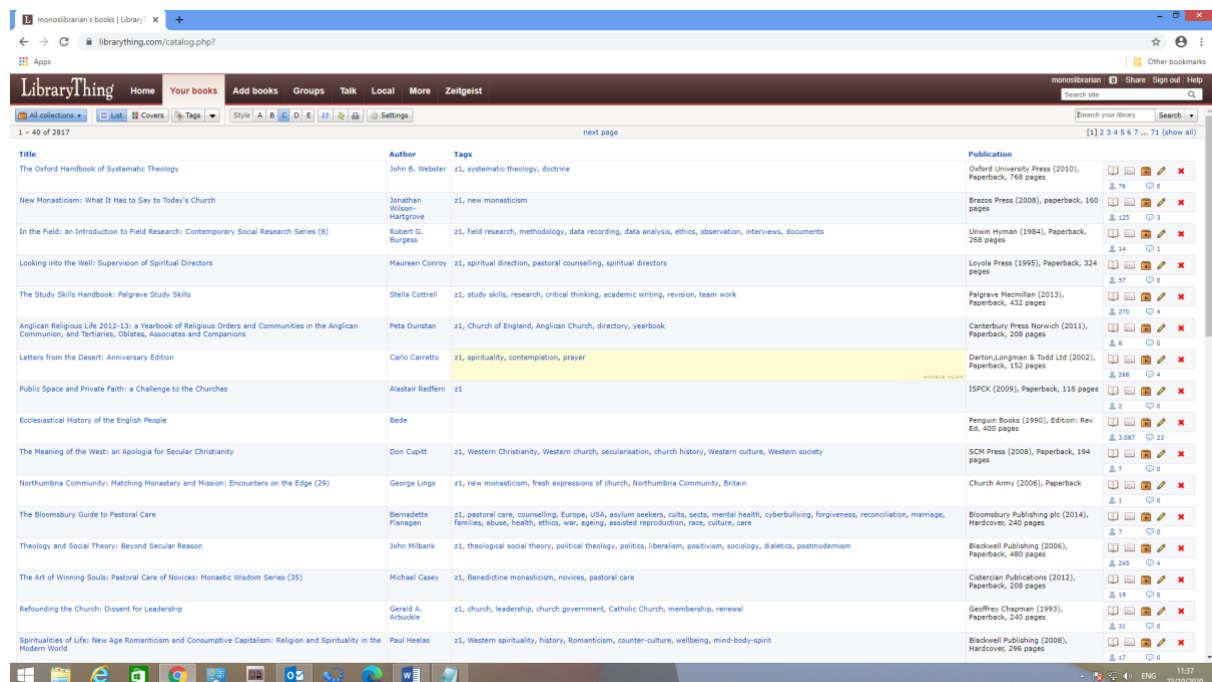 monoslibrarian's books | Library
librarything.com/catalog.php?
Apps
Other bookmarks
LibraryThing Home Your books Add books Groups Talk Local More Zeitgeist
monoslibrarian 0 Share Sign out Help
Search site
All collections List Covers Tags Style A B C D E Settings
Search your library Search
1 – 40 of 2817 next page [1] 2 3 4 5 6 7 ... 71 (show all)
Title Author Tags Publication
The Oxford Handbook of Systematic Theology John B. Webster z1, systematic theology, doctrine Oxford University Press (2010),
Paperback, 768 pages
76 0
New Monasticism: What It Has to Say to Today's Church Jonathan z1, new monasticism Brazos Press (2008), paperback, 160
Wilson- pages
Hartgrove 125 3
In the Field: an Introduction to Field Research: Contemporary Social Research Series (8) Robert G. z1, field research, methodology, data recording, data analysis, ethics, observation, interviews, documents Unwin Hyman (1984), Paperback,
Burgess 268 pages
14 1
Looking into the Well: Supervision of Spiritual Directors Maureen Conroy z1, spiritual direction, pastoral counselling, spiritual directors Loyola Press (1995), Paperback, 324
pages
57 0
The Study Skills Handbook: Palgrave Study Skills Stella Cottrell z1, study skills, research, critical thinking, academic writing, revision, team work Palgrave Macmillan (2013),
Paperback, 432 pages
270 4
Anglican Religious Life 2012-13: a Yearbook of Religious Orders and Communities in the Anglican Peta Dunstan z1, Church of England, Anglican Church, directory, yearbook Canterbury Press Norwich (2011),
Communion, and Tertiaries, Oblates, Associates and Companions Paperback, 208 pages
8 0
Letters from the Desert: Anniversary Edition Carlo Carretto z1, spirituality, contemplation, prayer Darton,Longman & Todd Ltd (2002),
Paperback, 152 pages
DOUBLE CLICK 268 4
Public Space and Private Faith: a Challenge to the Churches Alastair Redfern z1 ISPCK (2009), Paperback, 118 pages
2 0
Ecclesiastical History of the English People Bede Penguin Books (1990), Edition: Rev
Ed, 400 pages
3,087 23
The Meaning of the West: an Apologia for Secular Christianity Don Cupitt z1, Western Christianity, Western church, secularisation, church history, Western culture, Western society SCM Press (2008), Paperback, 194
pages
7 0
Northumbria Community: Matching Monastery and Mission: Encounters on the Edge (29) George Lings z1, new monasticism, fresh expressions of church, Northumbria Community, Britain Church Army (2006), Paperback
1 0
The Bloomsbury Guide to Pastoral Care Bernadette z1, pastoral care, counselling, Europe, USA, asylum seekers, cults, sects, mental health, cyberbullying, forgiveness, reconciliation, marriage, Bloomsbury Publishing plc (2014),
Flanagan families, abuse, health, ethics, war, ageing, assisted reproduction, race, culture, care Hardcover, 240 pages
7 0
Theology and Social Theory: Beyond Secular Reason John Milbank z1, theological social theory, political theology, politics, liberalism, positivism, sociology, dialetics, postmodernism Blackwell Publishing (2006),
Paperback, 480 pages
245 4
The Art of Winning Souls: Pastoral Care of Novices: Monastic Wisdom Series (35) Michael Casey z1, Benedictine monasticism, novices, pastoral care Cistercian Publications (2012),
Paperback, 208 pages
19 0
Refounding the Church: Dissent for Leadership Gerald A. z1, church, leadership, church government, Catholic Church, membership, renewal Geoffrey Chapman (1993),
Arbuckle Paperback, 240 pages
31 0
Spiritualities of Life: New Age Romanticism and Consumptive Capitalism: Religion and Spirituality in the Paul Heelas z1, Western spirituality, history, Romanticism, counter-culture, wellbeing, mind-body-spirit Blackwell Publishing (2008),
Modern World Hardcover, 296 pages
17 0
ENG 11:37
23/10/2020